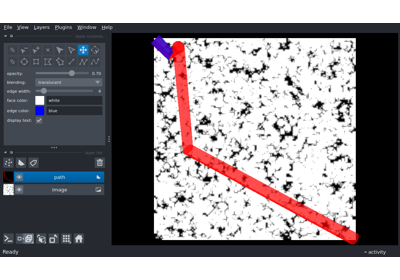 File View Layers Plugins Window Help
opacity: 0.70
blending: translucent
edge width:
face color: white
edge color: blue
display text:
path
Image
Ready
activity